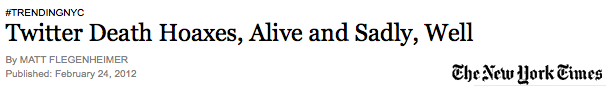 #TRENDINGNYC
Twitter Death Hoaxes, Alive and Sadly, Well
By MATT FLEGENHEIMER
Published: February 24, 2012
The New York Times